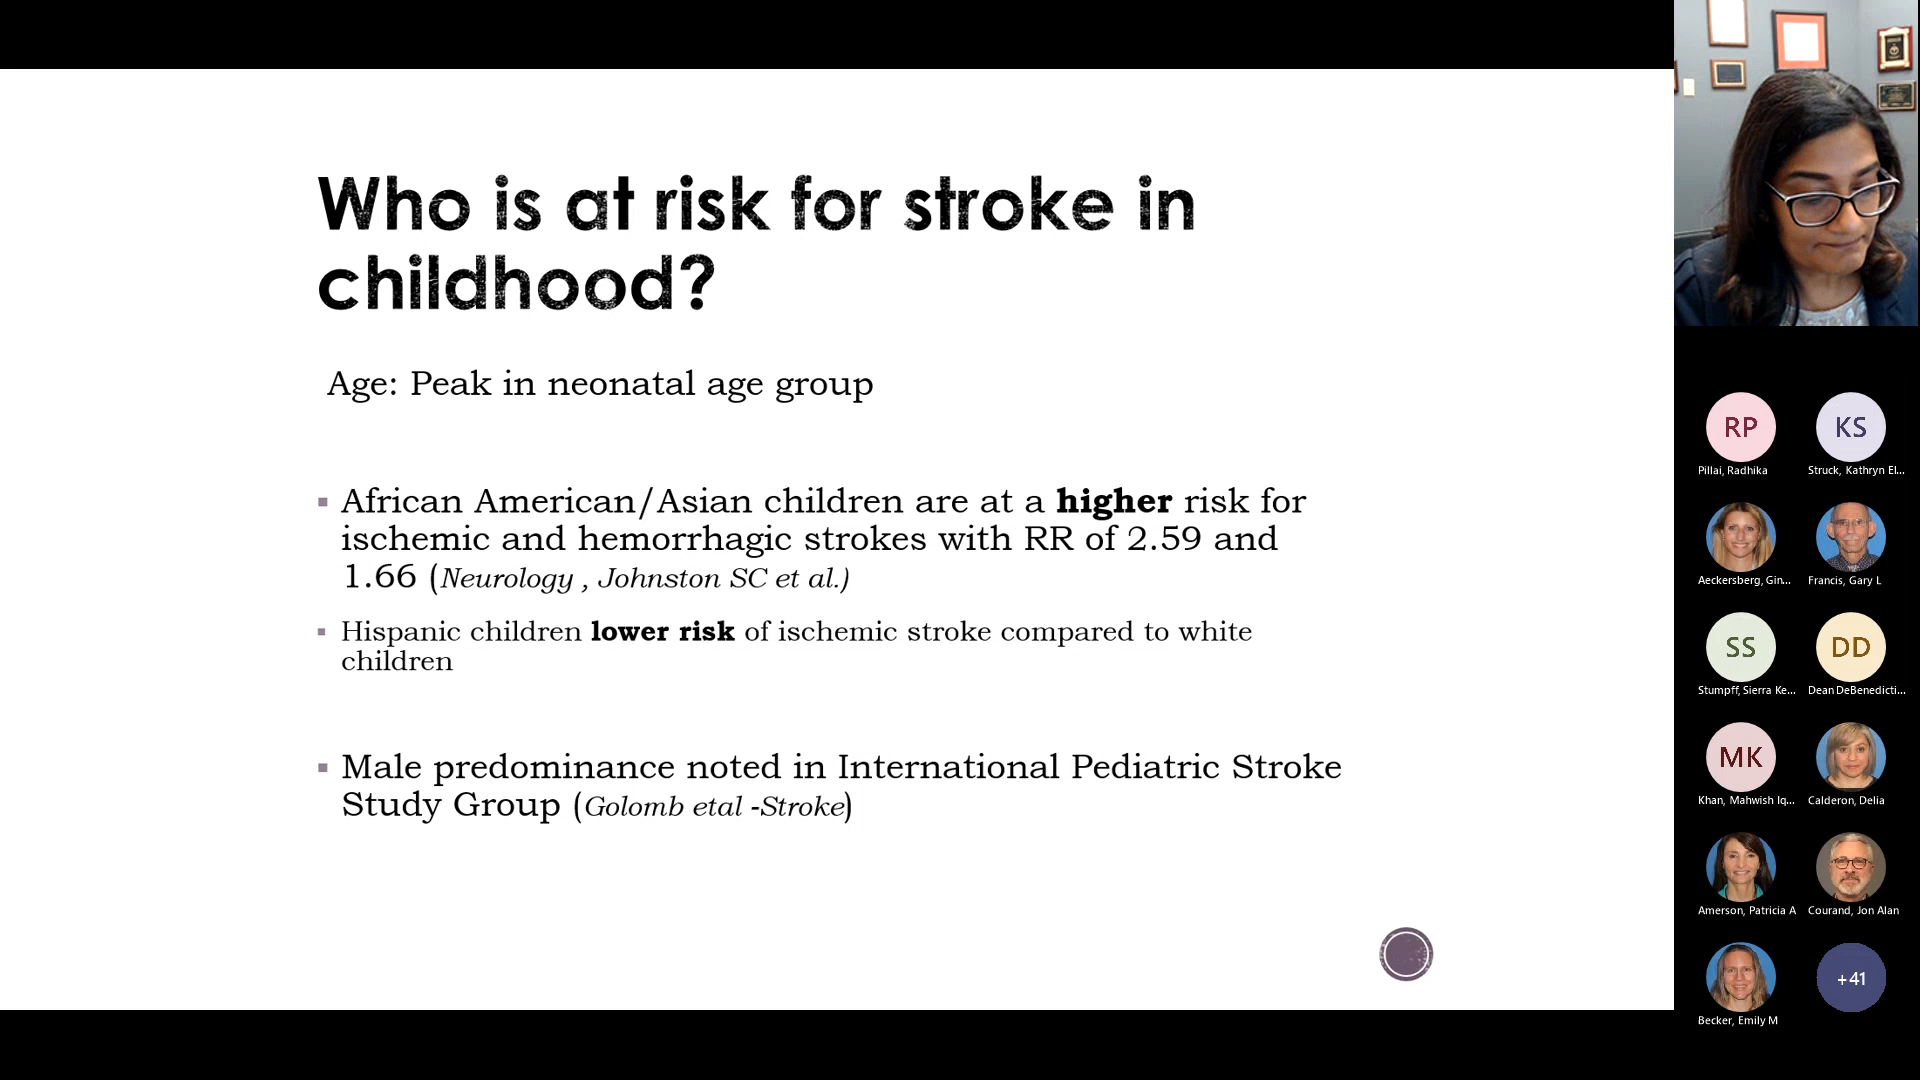 Who is at risk for stroke in
childhood?
Age: Peak in neonatal age group
▪ African American/Asian children are at a higher risk for
ischemic and hemorrhagic strokes with RR of 2.59 and
1.66 (Neurology , Johnston SC et al.)
▪ Hispanic children lower risk of ischemic stroke compared to white
children
▪ Male predominance noted in International Pediatric Stroke
Study Group (Golomb etal -Stroke)
RP
KS
Pillai, Radhika
Struck, Kathryn El...
Aeckersberg, Gin...
Francis, Gary L
SS
DD
Stumpff, Sierra Ke...
Dean DeBenedicti...
MK
Khan, Mahwish Iq...
Calderon, Delia
Amerson, Patricia A
Courand, Jon Alan
+41
Becker, Emily M